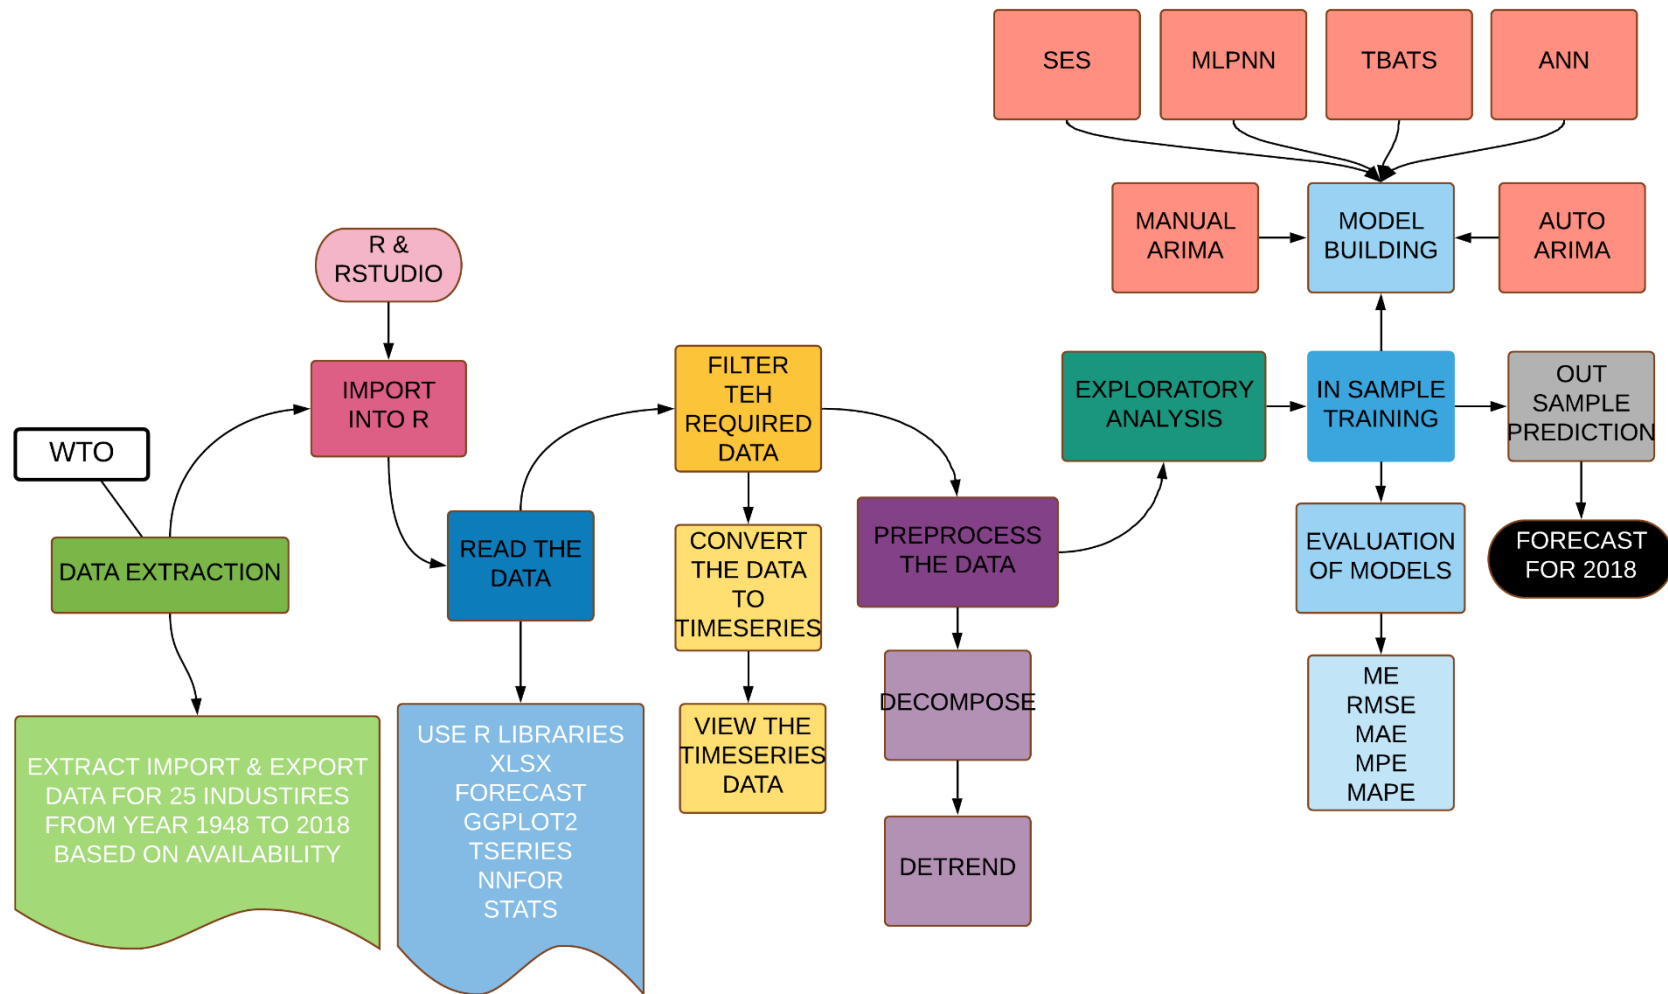 SES
MLPNN
TBATS
ANN
MANUAL
ARIMA
MODEL
BUILDING
AUTO
ARIMA
R &
RSTUDIO
IMPORT
INTO R
WTO
DATA EXTRACTION
READ THE
DATA
FILTER
TEH
REQUIRED
DATA
CONVERT
THE DATA
TO
TIMESERIES
VIEW THE
TIMESERIES
DATA
PREPROCESS
THE DATA
DECOMPOSE
DETREND
EXPLORATORY
ANALYSIS
IN SAMPLE
TRAINING
OUT
SAMPLE
PREDICTION
EVALUATION
OF MODELS
FORECAST
FOR 2018
ME
RMSE
MAE
MPE
MAPE
EXTRACT IMPORT & EXPORT
DATA FOR 25 INDUSTIRES
FROM YEAR 1948 TO 2018
BASED ON AVAILABILITY
USE R LIBRARIES
XLSX
FORECAST
GGPLOT2
TSERIES
NNFOR
STATS